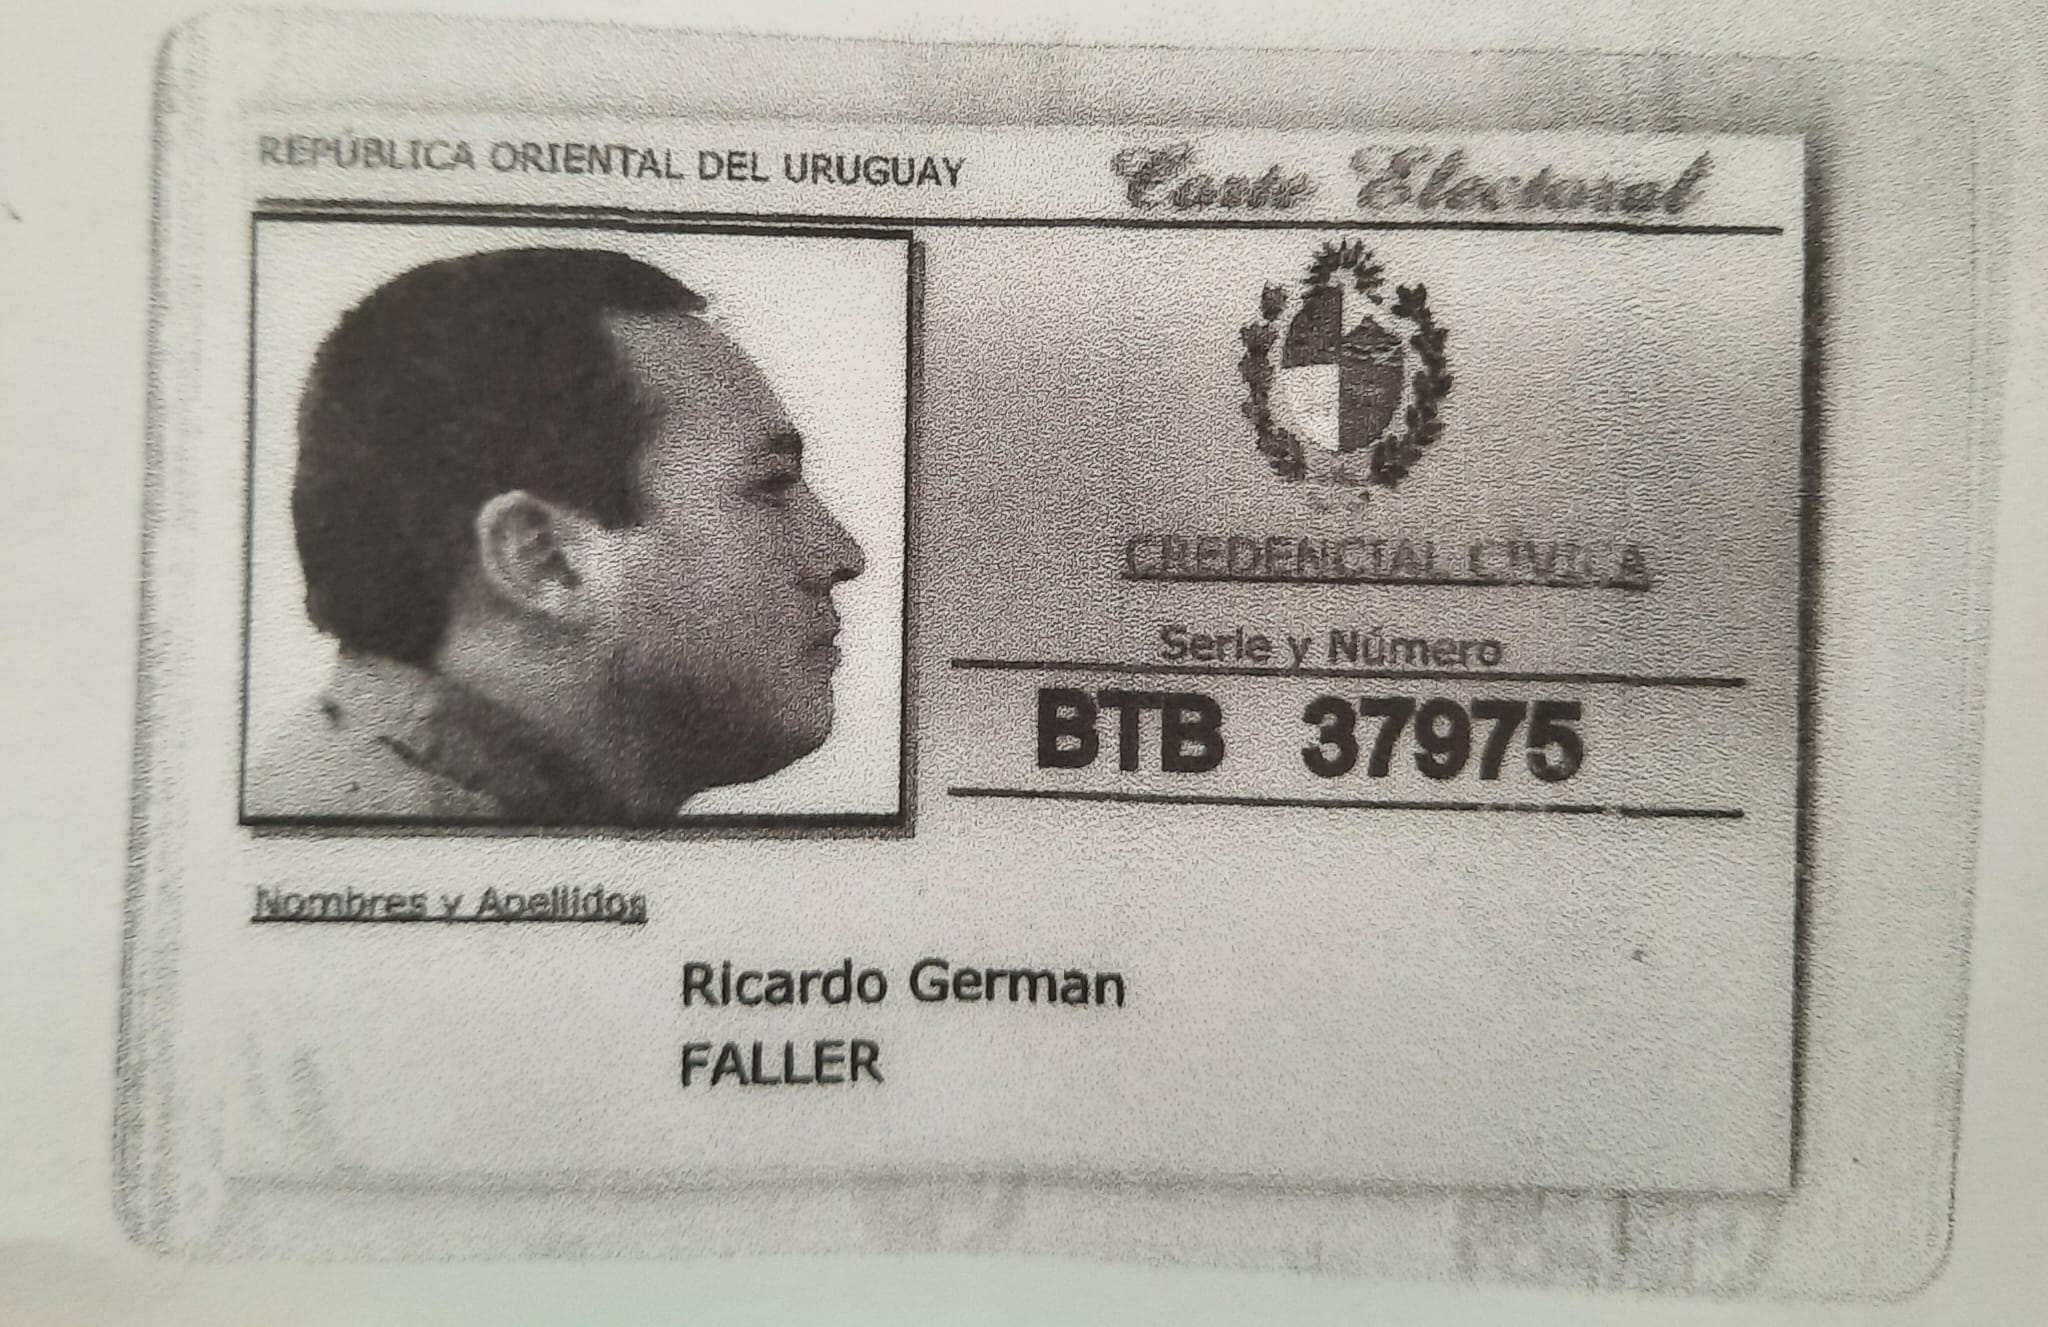 REPÚBLICA ORIENTAL DEL URUGUAY
Corte Electoral
CREDENCIAL CIVICA
Serie y Número
BTB 37975
Nombres y Apellidos
Ricardo German
FALLER